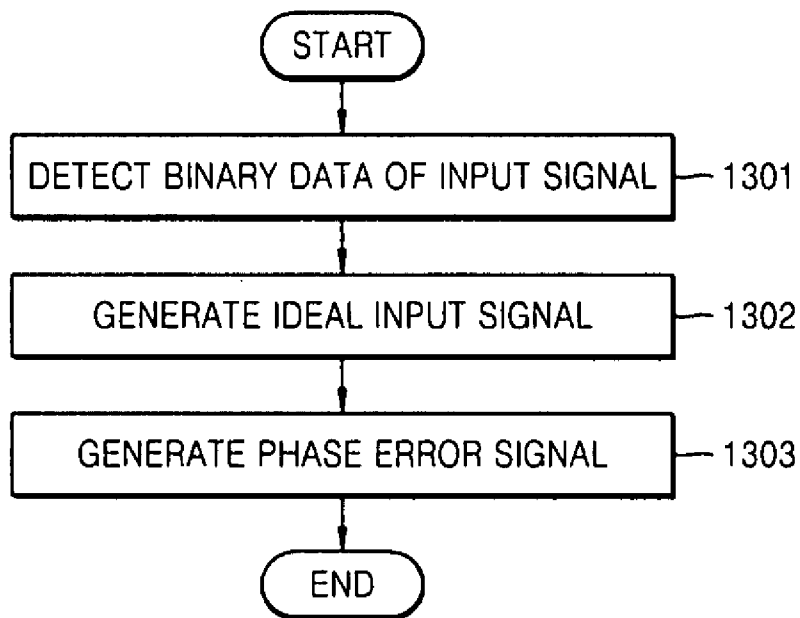 START
DETECT BINARY DATA OF INPUT SIGNAL 1301
GENERATE IDEAL INPUT SIGNAL 1302
GENERATE PHASE ERROR SIGNAL 1303
END